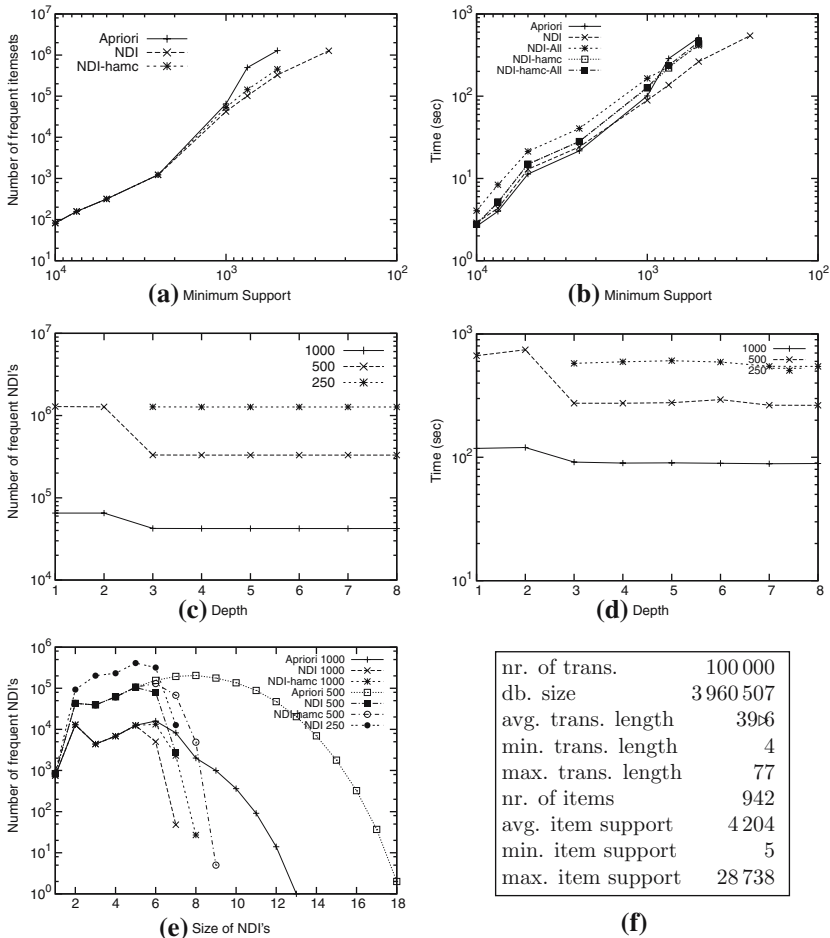 Number of frequent itemsets
10^7
10^6
10^5
10^4
10^3
10^2
10^1
Apriori
NDI
NDI-hamc
10^4
10^3
10^2
(a) Minimum Support
Time (sec)
10^3
10^2
10^1
10^0
Apriori
NDI
NDI-All
NDI-hamc
NDI-hamc-All
10^4
10^3
10^2
(b) Minimum Support
Number of frequent NDI's
10^7
10^6
10^5
10^4
1000
500
250
1 2 3 4 5 6 7 8
(c) Depth
Time (sec)
10^3
10^2
10^1
1000
500
250
1 2 3 4 5 6 7 8
(d) Depth
Number of frequent NDI's
10^6
10^5
10^4
10^3
10^2
10^1
10^0
Apriori 1000
NDI 1000
NDI-hamc 1000
Apriori 500
NDI 500
NDI-hamc 500
NDI 250
2 4 6 8 10 12 14 16 18
(e) Size of NDI's
nr. of trans. 100 000
db. size 3 960 507
avg. trans. length 39▹6
min. trans. length 4
max. trans. length 77
nr. of items 942
avg. item support 4 204
min. item support 5
max. item support 28 738
(f)